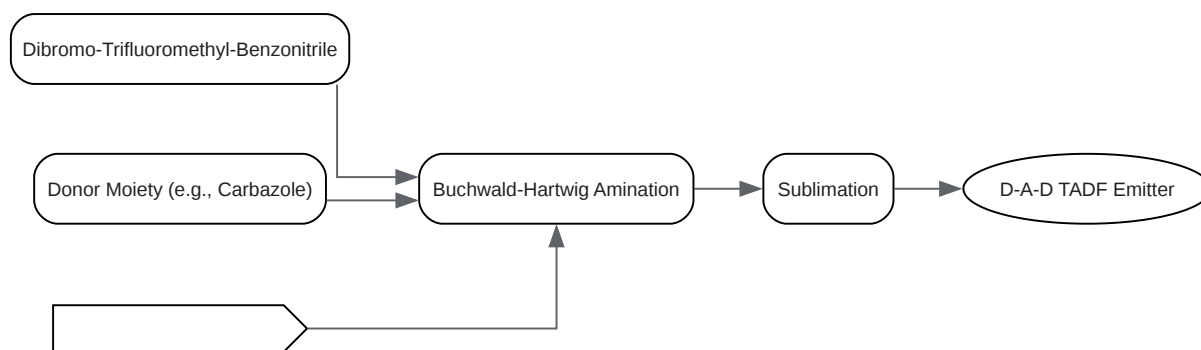 Dibromo-Trifluoromethyl-Benzonitrile
Donor Moiety (e.g., Carbazole)
Buchwald-Hartwig Amination
Sublimation
D-A-D TADF Emitter